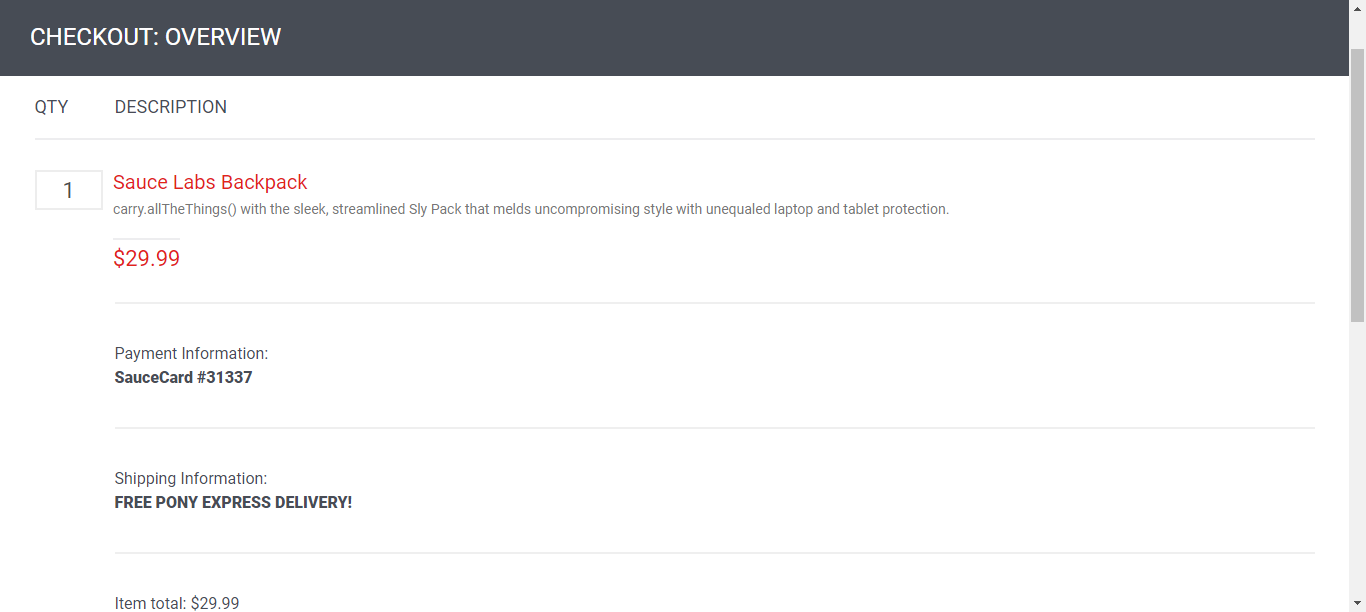 CHECKOUT: OVERVIEW
QTY DESCRIPTION
1 Sauce Labs Backpack
carry.allTheThings() with the sleek, streamlined Sly Pack that melds uncompromising style with unequaled laptop and tablet protection.
$29.99
Payment Information:
SauceCard #31337
Shipping Information:
FREE PONY EXPRESS DELIVERY!
Item total: $29.99